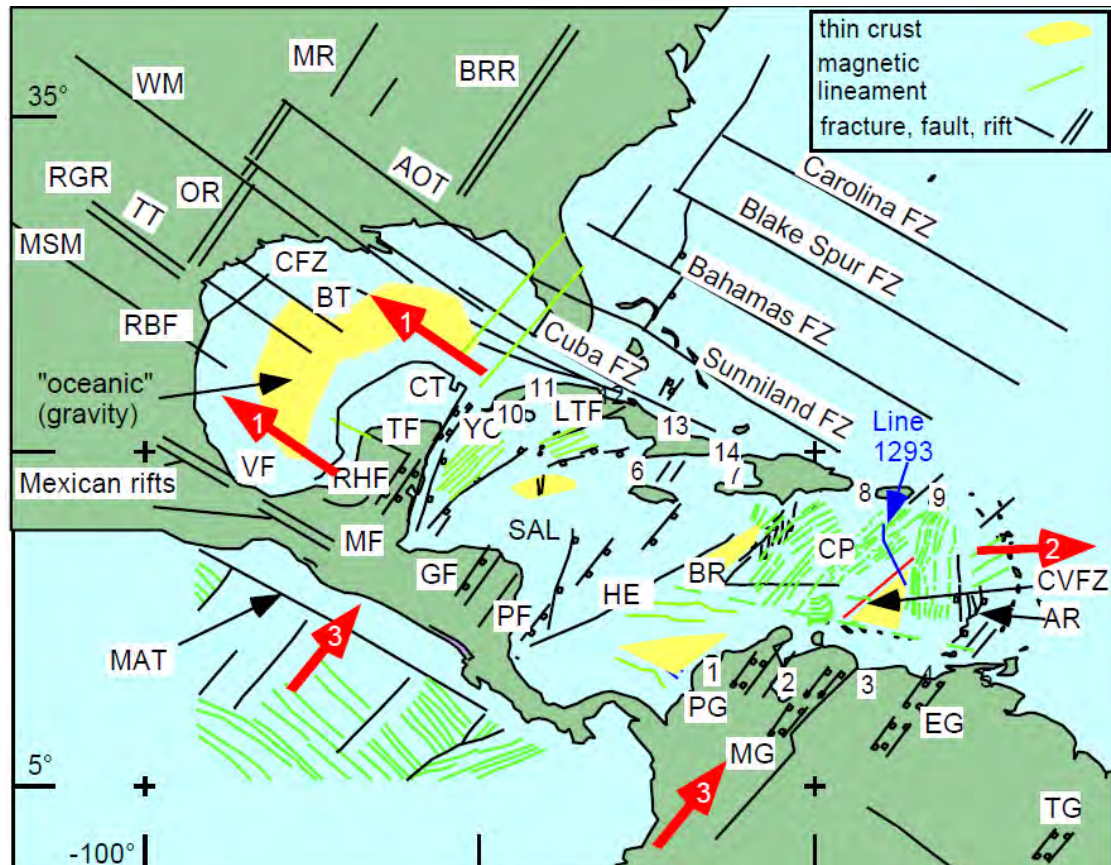 thin crust
magnetic
lineament
fracture, fault, rift
MR
BRR
WM
35°
AOT
Carolina FZ
RGR
OR
TT
Blake Spur FZ
MSM
CFZ
BT
Bahamas FZ
RBF
1
Cuba FZ
Sunniland FZ
"oceanic"
(gravity)
CT
11
10
LTF
Line
1293
1
TF
YC
13
14
VF
RHF
6
7
8
9
Mexican rifts
SAL
CP
2
MF
GF
BR
CVFZ
HE
PF
AR
3
MAT
1
2
3
4
5
PG
EG
MG
5°
3
TG
-100°